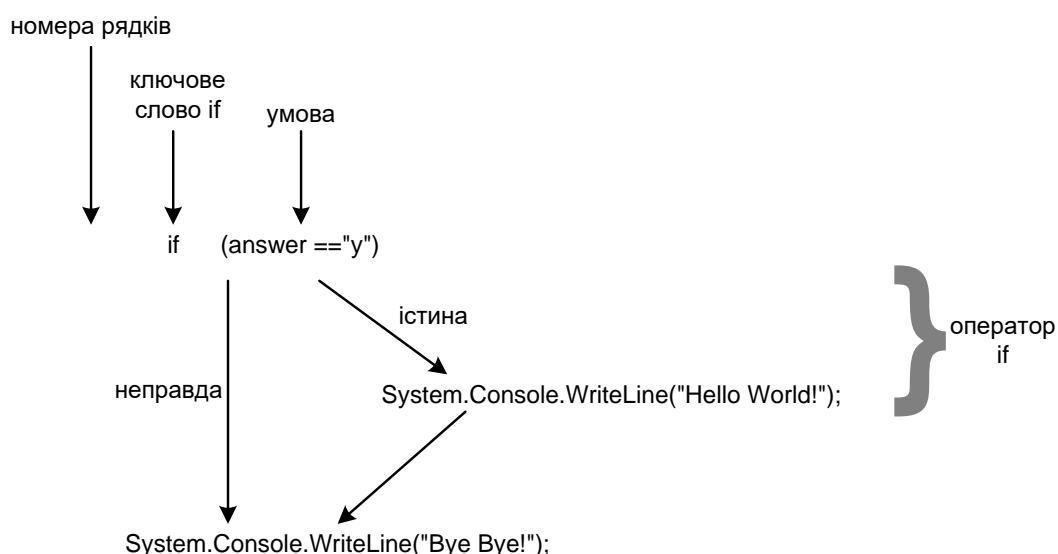 номера рядків
ключове
слово if
умова
if (answer =="y")
істина
оператор
if
неправда
System.Console.WriteLine("Hello World!");
System.Console.WriteLine("Bye Bye!");